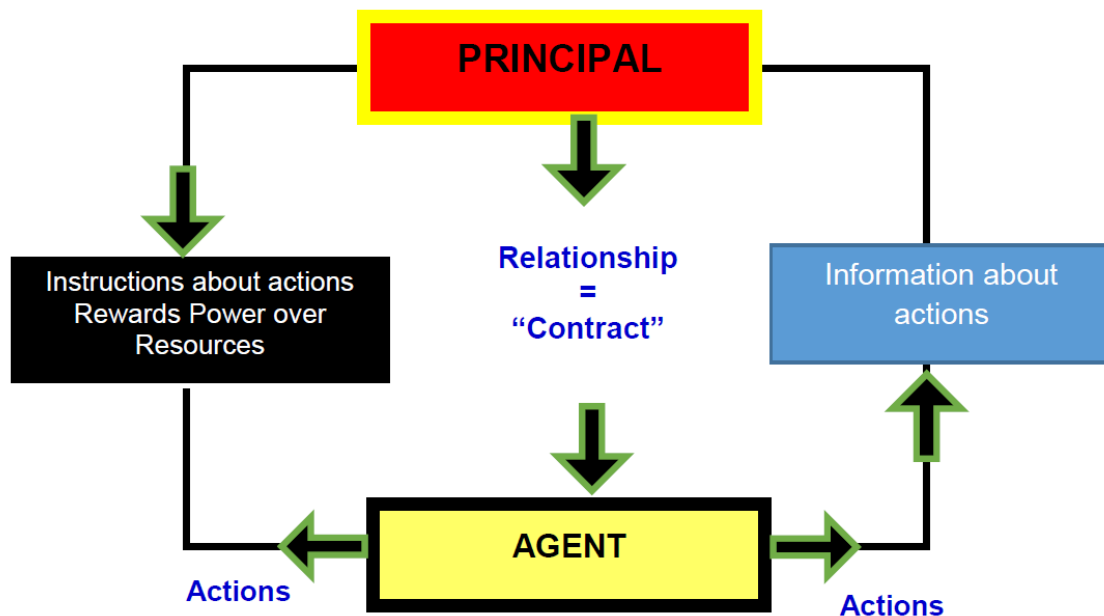 PRINCIPAL
Instructions about actions
Rewards Power over
Resources
Relationship
=
“Contract”
Information about
actions
AGENT
Actions
Actions